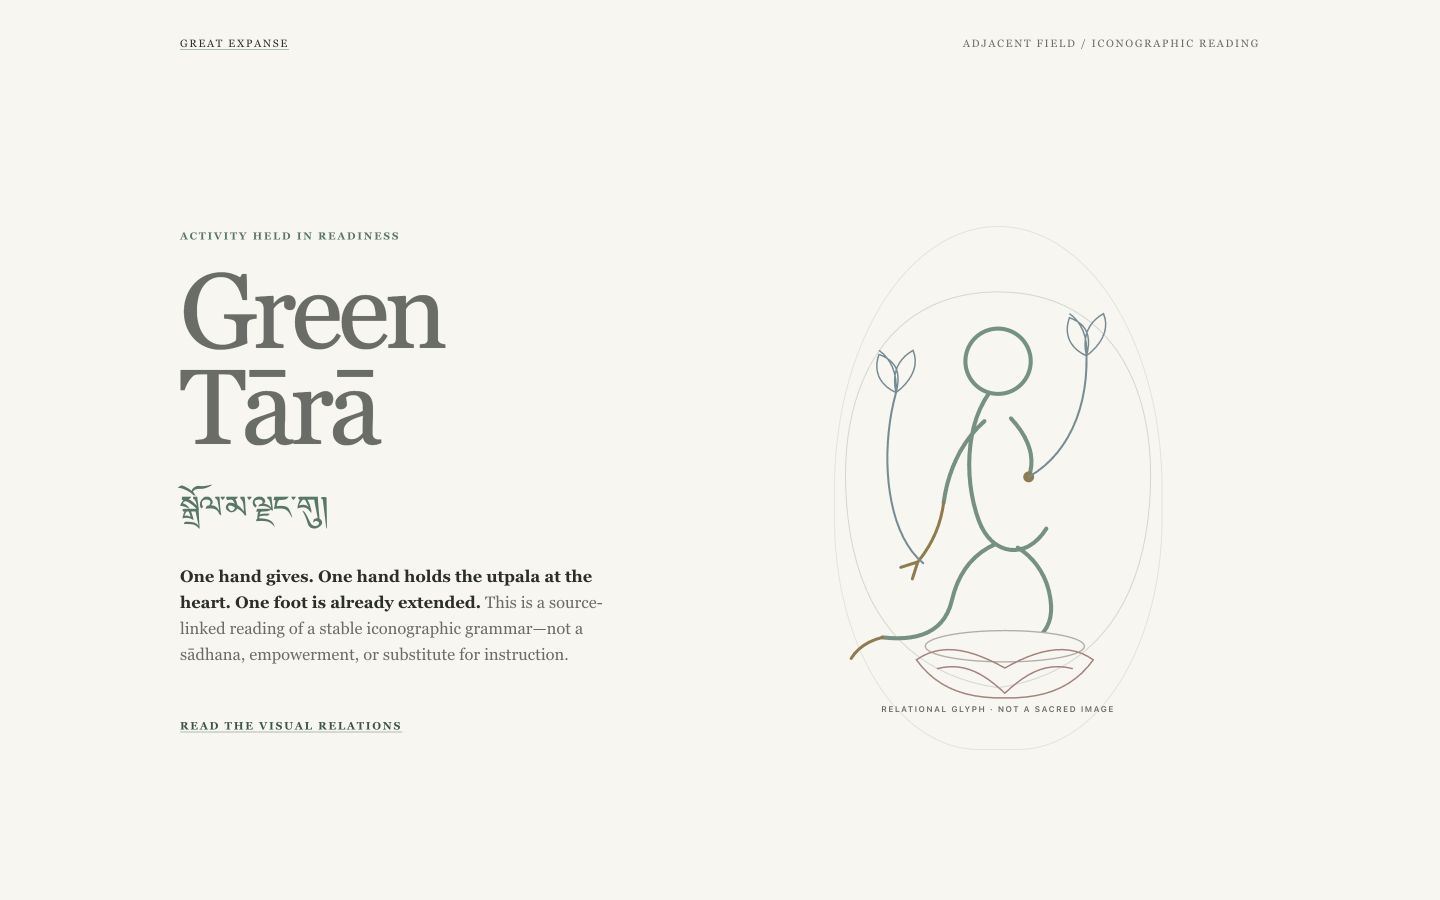 GREAT EXPANSE
ADJACENT FIELD / ICONOGRAPHIC READING
ACTIVITY HELD IN READINESS
Green
Tārā
སྒྲོལ་མ་ལྗང་གུ།
One hand gives. One hand holds the utpala at the
heart. One foot is already extended. This is a source-
linked reading of a stable iconographic grammar—not a
sādhana, empowerment, or substitute for instruction.
READ THE VISUAL RELATIONS
RELATIONAL GLYPH · NOT A SACRED IMAGE